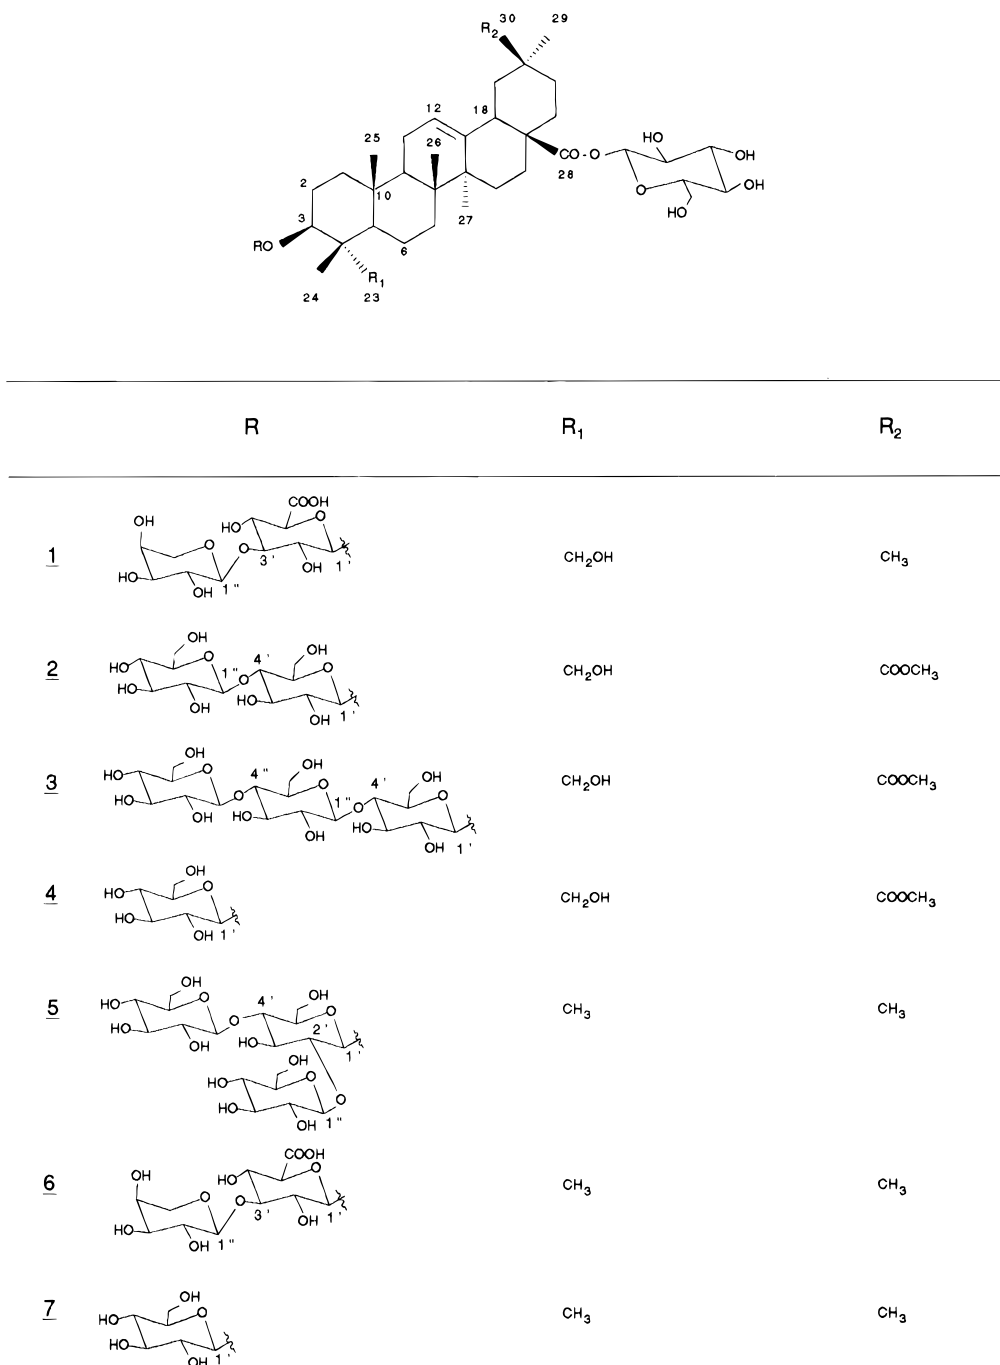 30 29
R2
12 18
25 26 HO
CO-O OH
2 10 28 O OH
3 27 HO
RO 6
R1
24 23
R R1 R2
COOH
OH HO O
1 O O 3' OH 1' CH2OH CH3
HO OH 1"
OH OH
2 HO O 1" 4' O CH2OH COOCH3
HO OH O HO OH 1'
OH OH OH
3 HO O 4" O 4' O CH2OH COOCH3
HO OH O HO OH 1" O HO OH 1'
OH
4 HO O CH2OH COOCH3
HO OH 1'
OH OH
5 HO O 4' O CH3 CH3
HO OH O HO 2' 1'
OH
HO O O
HO OH 1"
COOH
6 OH HO O CH3 CH3
O O 3' OH 1'
HO OH 1"
OH
7 HO O CH3 CH3
HO OH 1'